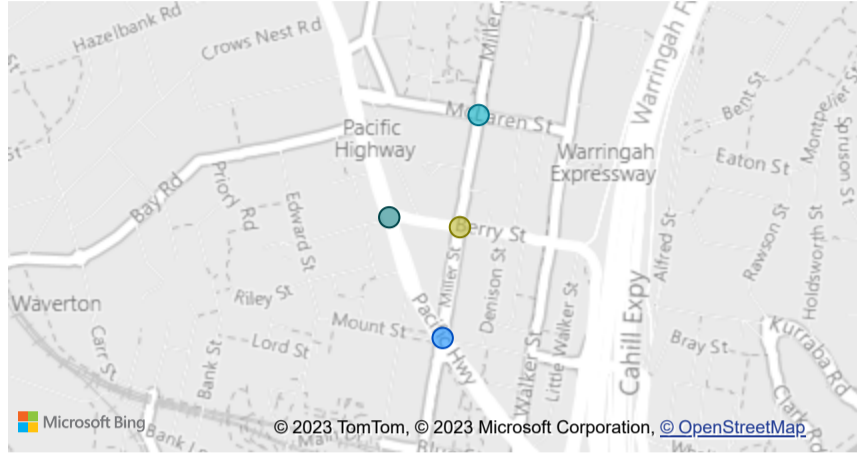 Hazelbank Rd
Crows Nest Rd
Miller
Warringah F
Bent St
Montpelier S
Spruson St
McLaren St
Pacific
Highway
Warringah
Expressway
Eaton St
St
Bay Rd
Priory Rd
Edward St
Berry St
Alfred St
Rawson St
Holdsworth St
Miller St
Denison St
Waverton
Riley St
Pacific Hwy
Little Walker St
Walker St
Cahill Expy
Mount St
Lord St
Carr St
Bank St
Bray St
Kurraba Rd
Clark Rd
Microsoft Bing
© 2023 TomTom, © 2023 Microsoft Corporation, © OpenStreetMap